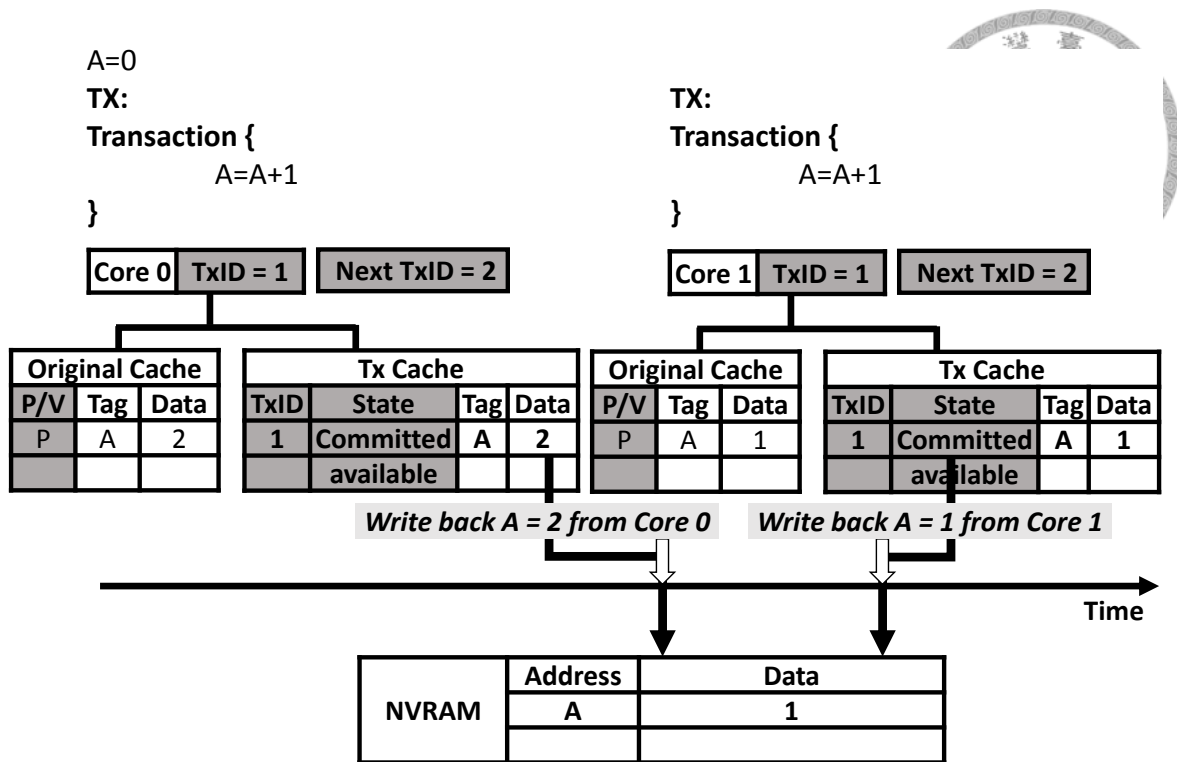 A=0
TX:
Transaction {
A=A+1
}
TX:
Transaction {
A=A+1
}
Core 0 TxID = 1 Next TxID = 2
Core 1 TxID = 1 Next TxID = 2
Original Cache
P/V Tag Data
P A 2
Tx Cache
TxID State Tag Data
1 Committed A 2
available
Original Cache
P/V Tag Data
P A 1
Tx Cache
TxID State Tag Data
1 Committed A 1
available
Write back A = 2 from Core 0
Write back A = 1 from Core 1
Time
NVRAM
Address Data
A 1